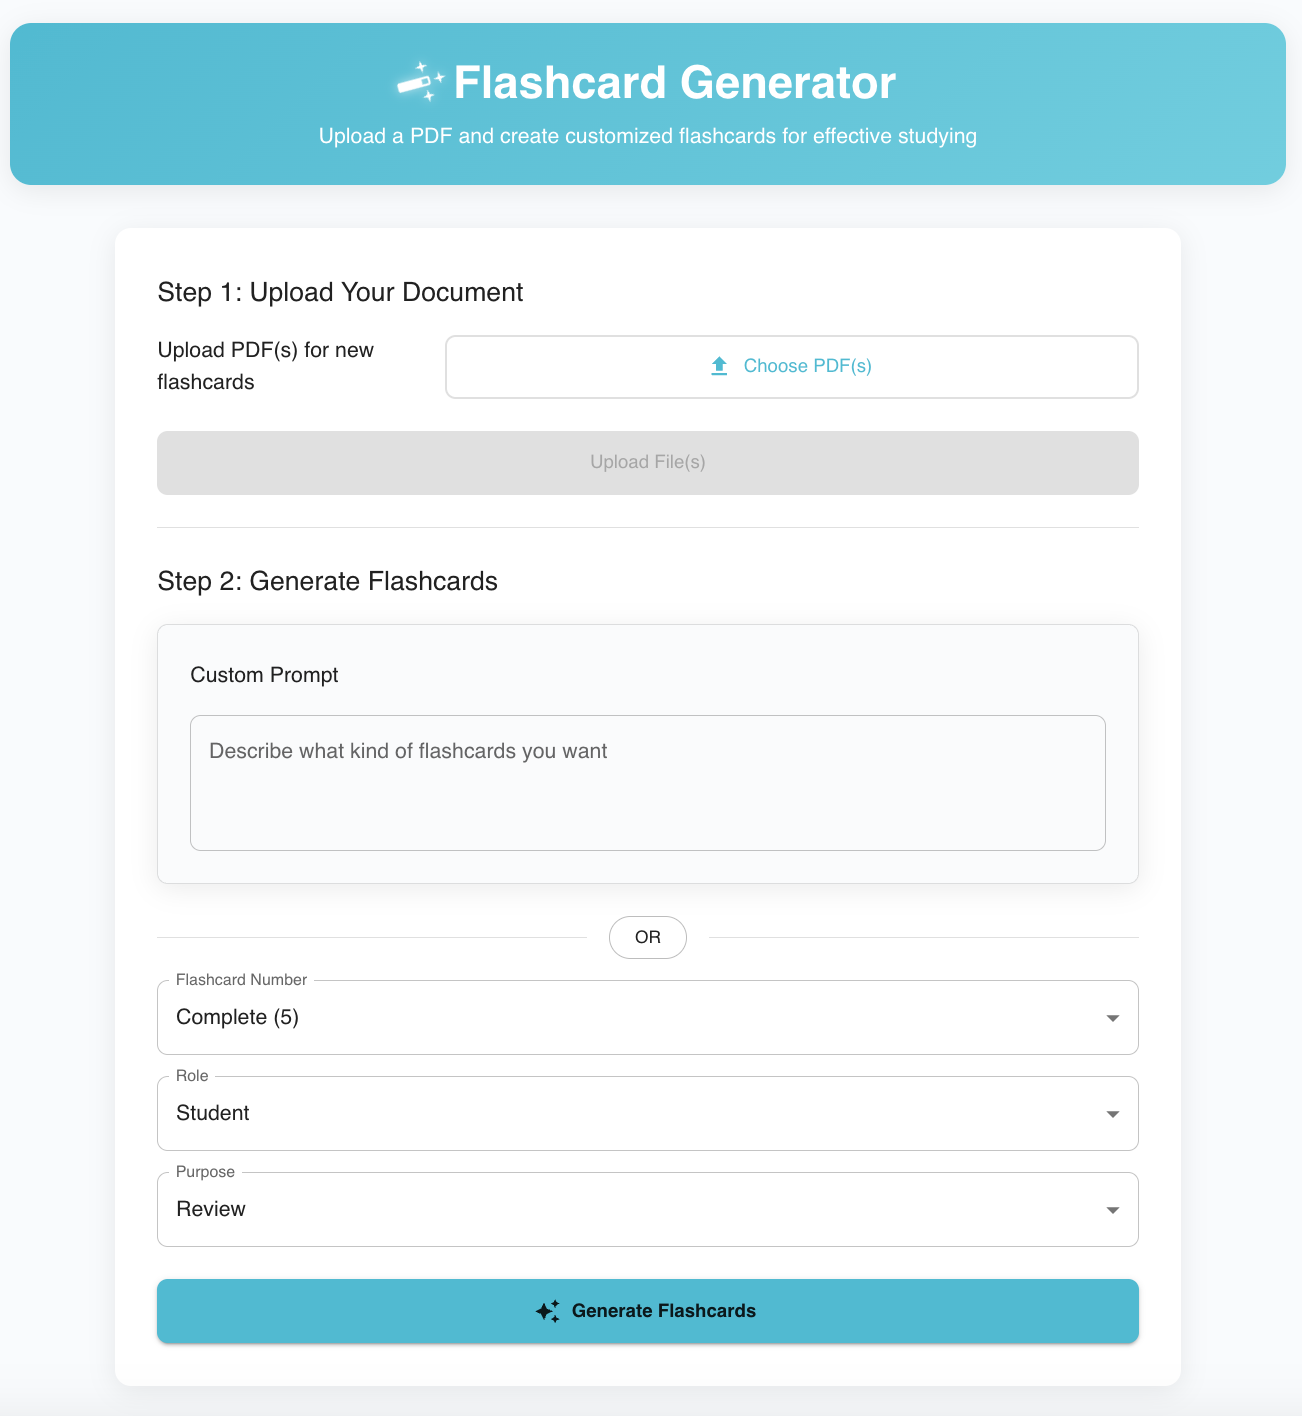 Flashcard Generator
Upload a PDF and create customized flashcards for effective studying
Step 1: Upload Your Document
Upload PDF(s) for new
flashcards
Choose PDF(s)
Upload File(s)
Step 2: Generate Flashcards
Custom Prompt
Describe what kind of flashcards you want
OR
Flashcard Number
Complete (5)
Role
Student
Purpose
Review
Generate Flashcards